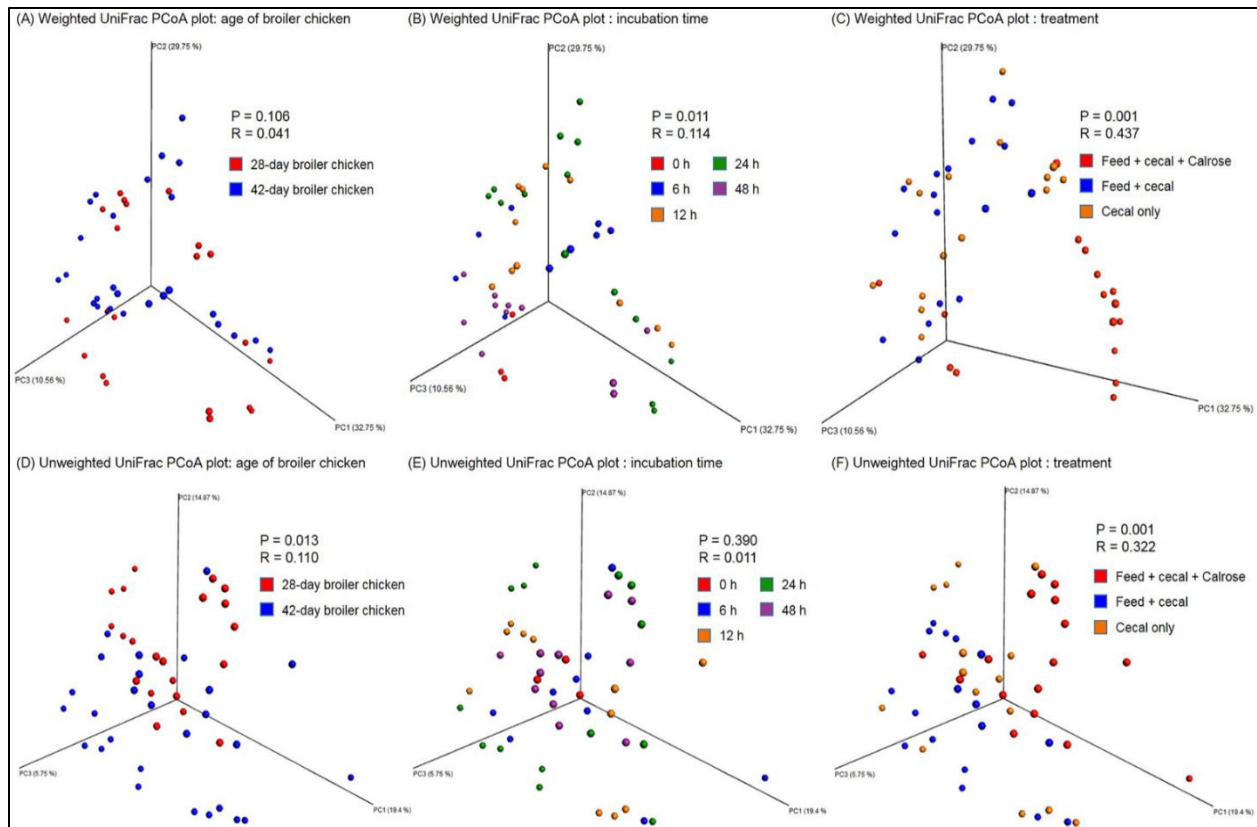 (A) Weighted UniFrac PCoA plot: age of broiler chicken
PC2 (29.75 %)
P = 0.106
R = 0.041
28-day broiler chicken
42-day broiler chicken
PC3 (10.56 %)
PC1 (32.75 %)
(B) Weighted UniFrac PCoA plot : incubation time
PC2 (29.75 %)
P = 0.011
R = 0.114
0 h 24 h
6 h 48 h
12 h
PC3 (10.56 %)
PC1 (32.75 %)
(C) Weighted UniFrac PCoA plot : treatment
PC2 (29.75 %)
P = 0.001
R = 0.437
Feed + cecal + Calrose
Feed + cecal
Cecal only
PC1 (32.75 %)
PC3 (10.56 %)
(D) Unweighted UniFrac PCoA plot: age of broiler chicken
PC2 (14.87 %)
P = 0.013
R = 0.110
28-day broiler chicken
42-day broiler chicken
PC3 (5.75 %)
PC1 (19.4 %)
(E) Unweighted UniFrac PCoA plot : incubation time
PC2 (14.87 %)
P = 0.390
R = 0.011
0 h 24 h
6 h 48 h
12 h
PC3 (5.75 %)
PC1 (19.4 %)
(F) Unweighted UniFrac PCoA plot : treatment
PC2 (14.87 %)
P = 0.001
R = 0.322
Feed + cecal + Calrose
Feed + cecal
Cecal only
PC3 (5.75 %)
PC1 (19.4 %)